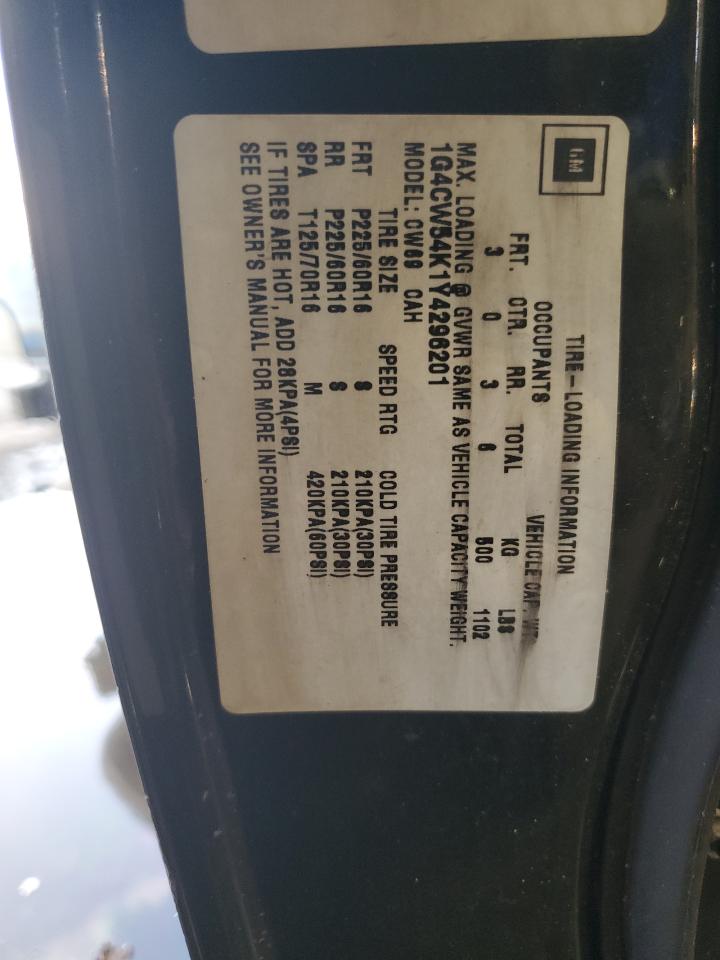 GM
TIRE-LOADING INFORMATION
OCCUPANTS VEHICLE CAP. WT.
FRT. CTR. RR. TOTAL KG LBS
3 0 3 6 500 1102
MAX. LOADING @ GVWR SAME AS VEHICLE CAPACITY WEIGHT.
1G4CW54K1Y4296201
MODEL: CW69 CAH
TIRE SIZE SPEED RTG COLD TIRE PRESSURE
FRT P225/60R16 S 210KPA(30PSI)
RR P225/60R16 S 210KPA(30PSI)
SPA T125/70R16 M 420KPA(60PSI)
IF TIRES ARE HOT, ADD 28KPA(4PSI)
SEE OWNER'S MANUAL FOR MORE INFORMATION